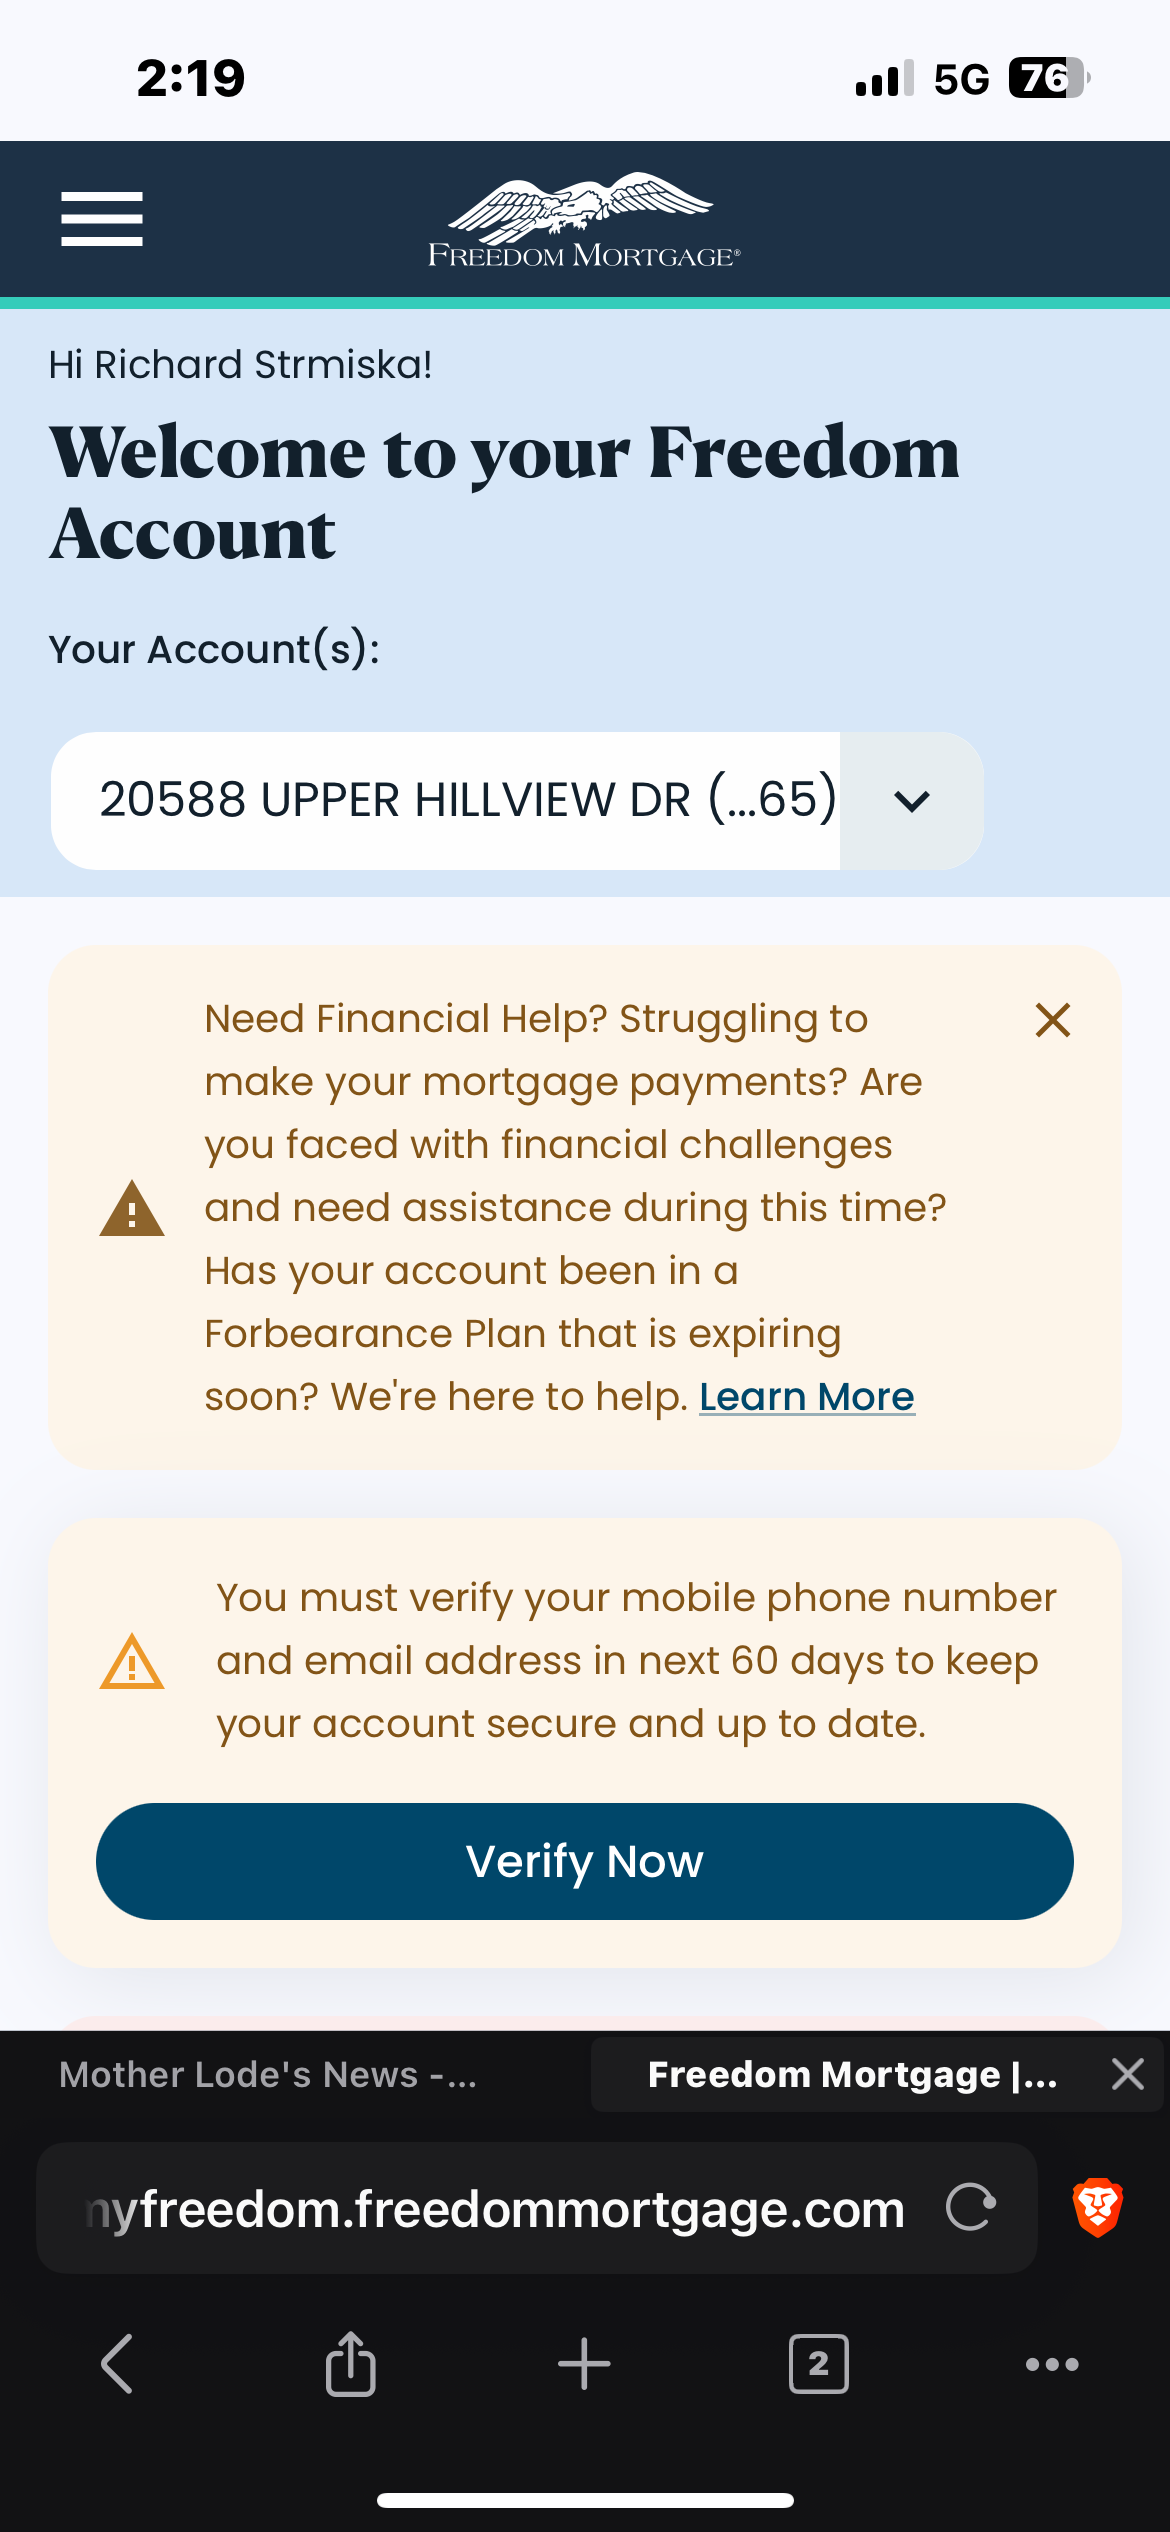 2:19
5G
76
FREEDOM MORTGAGE®
Hi Richard Strmiska!
Welcome to your Freedom
Account
Your Account(s):
20588 UPPER HILLVIEW DR (...65)
Need Financial Help? Struggling to
make your mortgage payments? Are
you faced with financial challenges
and need assistance during this time?
Has your account been in a
Forbearance Plan that is expiring
soon? We're here to help. Learn More
You must verify your mobile phone number
and email address in next 60 days to keep
your account secure and up to date.
Verify Now
Mother Lode's News -...
Freedom Mortgage |...
myfreedom.freedommortgage.com
2